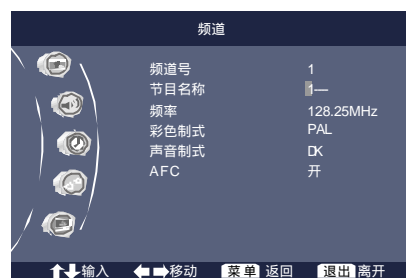 频道
频道号 1
节目名称 1—
频率 128.25MHz
彩色制式 PAL
声音制式 DK
AFC 开
输入 移动 菜单 返回 退出 离开